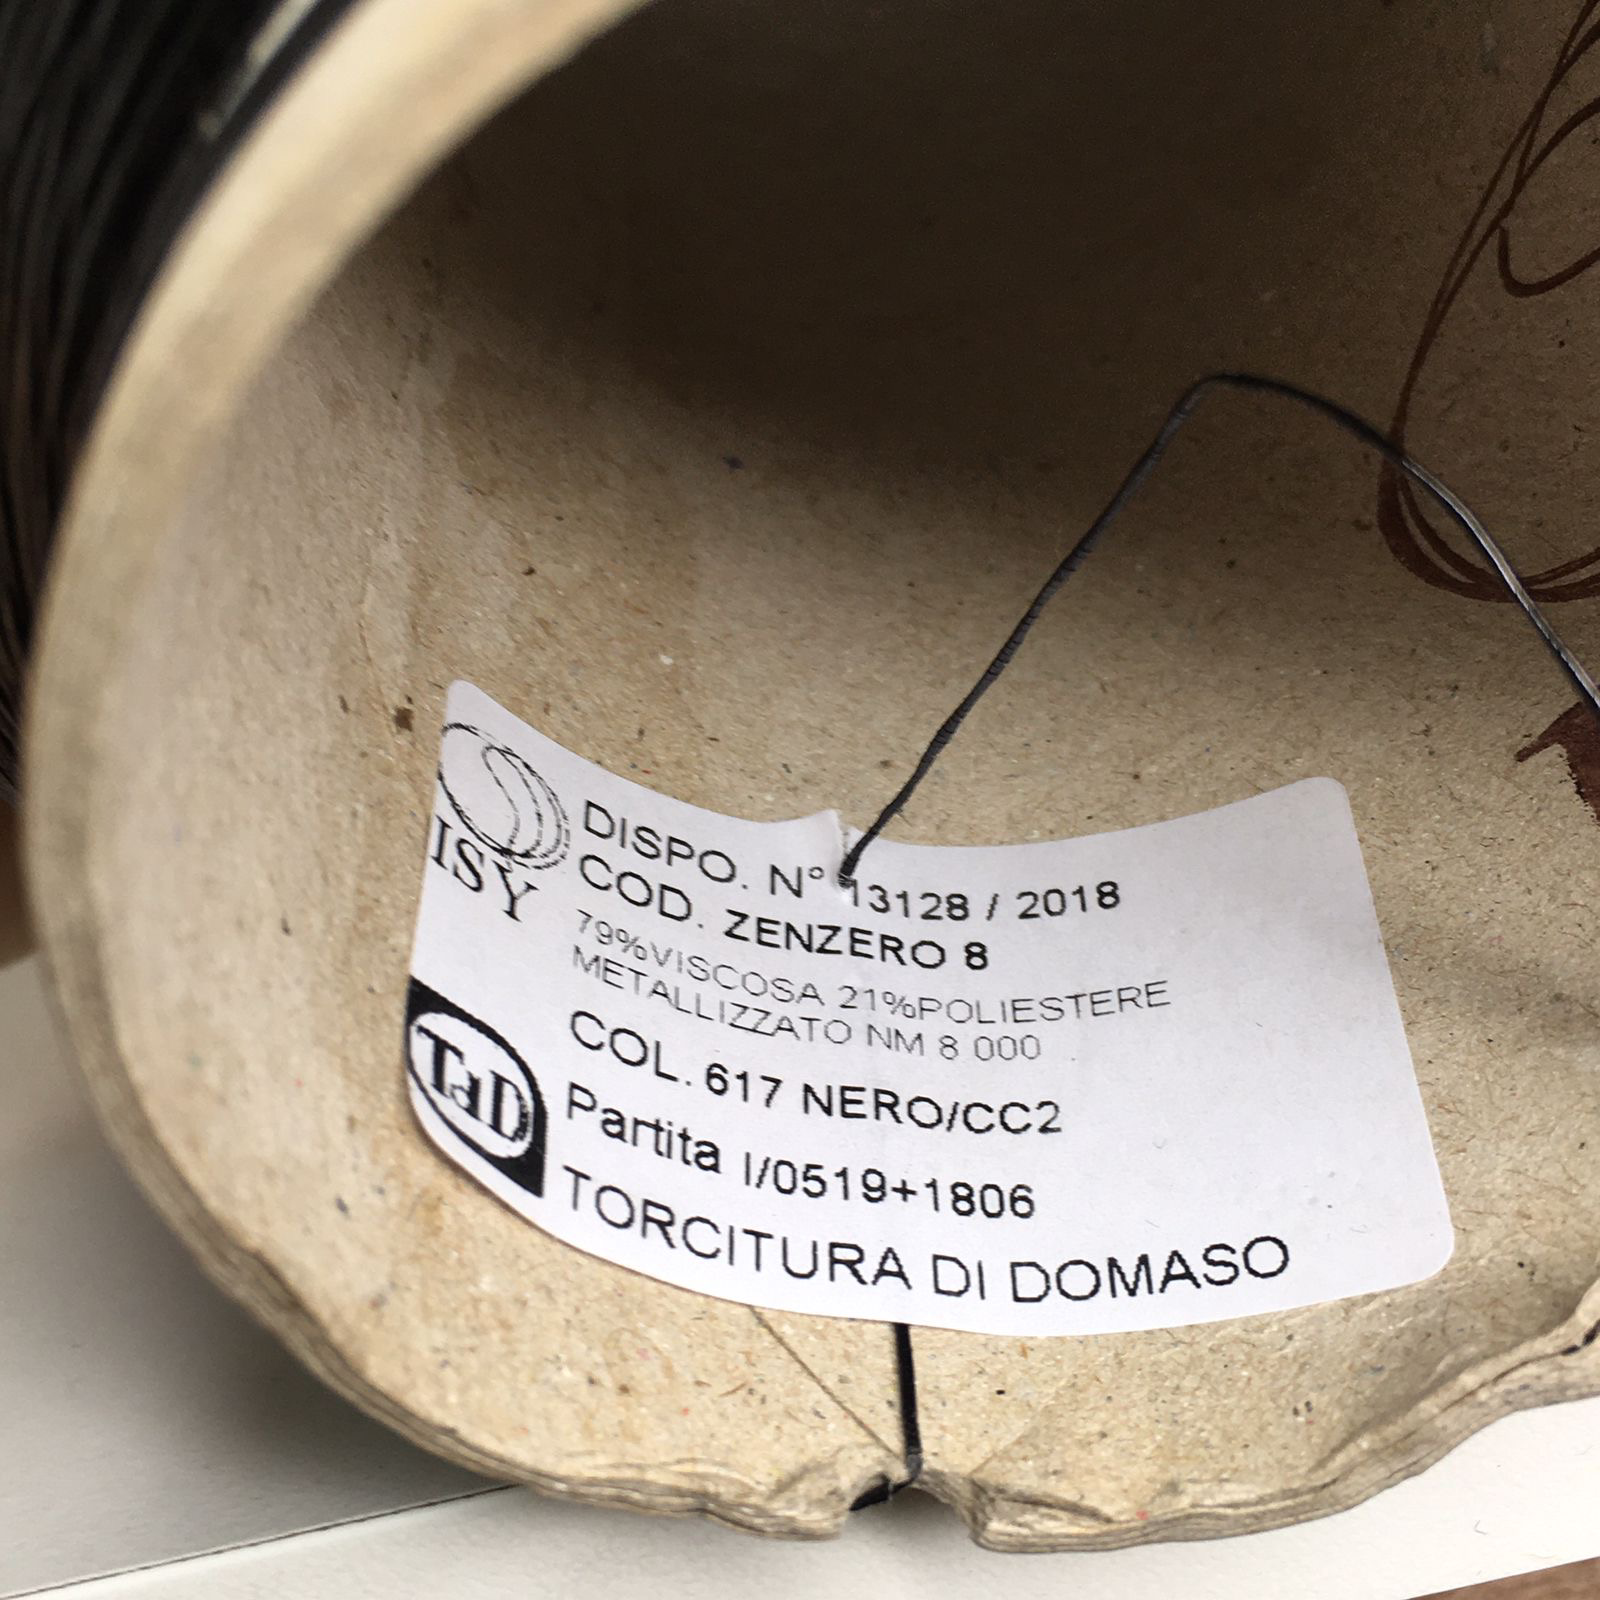 ISY
DISPO. N° 13128 / 2018
COD. ZENZERO 8
79%VISCOSA 21%POLIESTERE
METALLIZZATO NM 8 000
COL. 617 NERO/CC2
TaD
Partita I/0519+1806
TORCITURA DI DOMASO